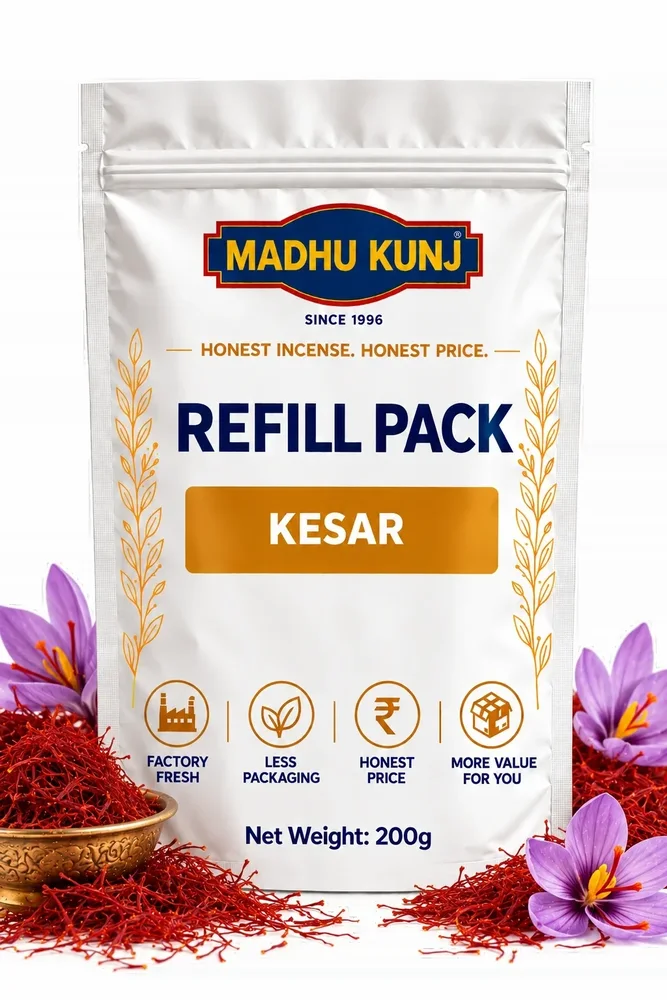 MADHU KUNJ®
SINCE 1996
HONEST INCENSE. HONEST PRICE.
REFILL PACK
KESAR
FACTORY
FRESH
LESS
PACKAGING
HONEST
PRICE
MORE VALUE
FOR YOU
Net Weight: 200g